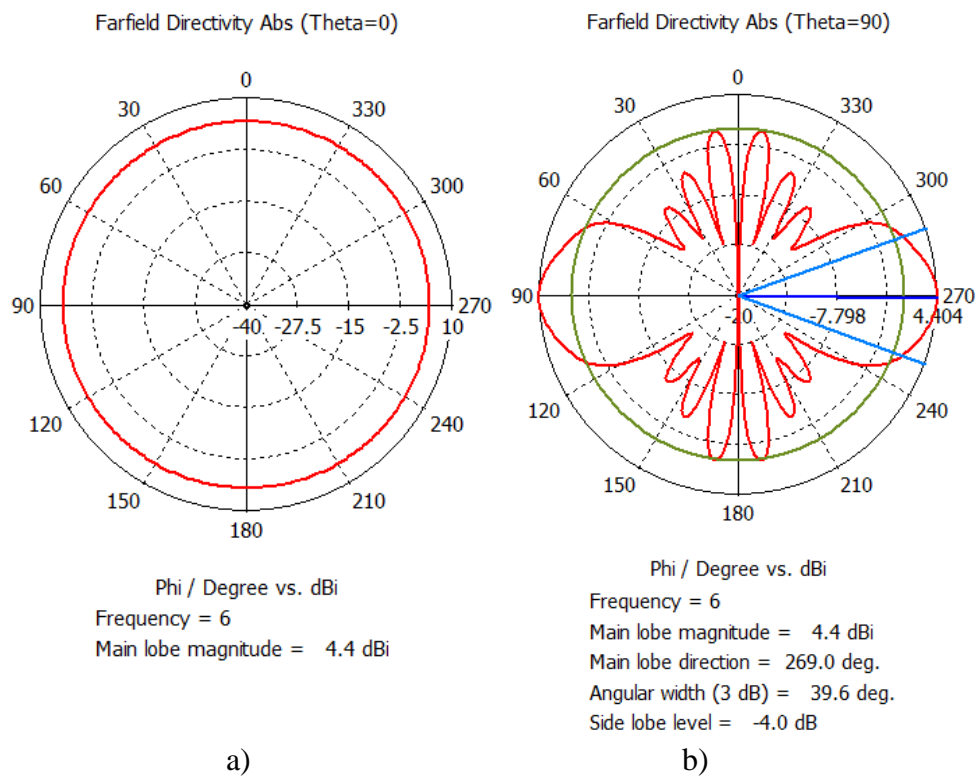 Farfield Directivity Abs (Theta=0)
0
30
330
60
300
90
-40
-27.5
-15
-2.5
10
270
120
240
150
210
180
Phi / Degree vs. dBi
Frequency = 6
Main lobe magnitude = 4.4 dBi
a)
Farfield Directivity Abs (Theta=90)
0
30
330
60
300
90
-20
-7.798
4.404
270
120
240
150
210
180
Phi / Degree vs. dBi
Frequency = 6
Main lobe magnitude = 4.4 dBi
Main lobe direction = 269.0 deg.
Angular width (3 dB) = 39.6 deg.
Side lobe level = -4.0 dB
b)